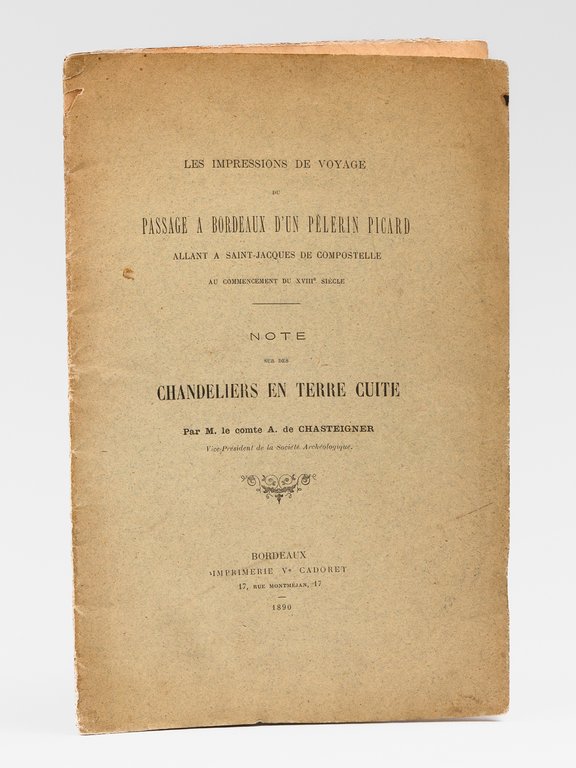 LES IMPRESSIONS DE VOYAGE
DU
PASSAGE A BORDEAUX D'UN PÈLERIN PICARD
ALLANT A SAINT-JACQUES DE COMPOSTELLE
AU COMMENCEMENT DU XVIIIe SIÈCLE
NOTE
SUR DES
CHANDELIERS EN TERRE CUITE
Par M. le comte A. de CHASTEIGNER
Vice-Président de la Société Archéologique.
BORDEAUX
IMPRIMERIE Ve CADORET
17, RUE MONTMÉJAN, 17
—
1890